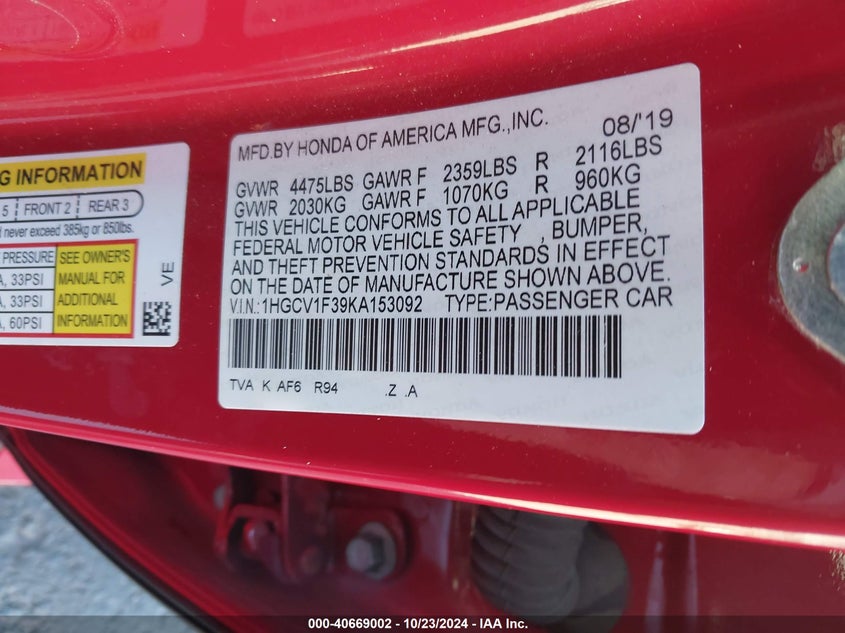 MFD.BY HONDA OF AMERICA MFG.,INC. 08/'19
GVWR 4475LBS GAWR F 2359LBS R 2116LBS
GVWR 2030KG GAWR F 1070KG R 960KG
THIS VEHICLE CONFORMS TO ALL APPLICABLE
FEDERAL MOTOR VEHICLE SAFETY , BUMPER,
AND THEFT PREVENTION STANDARDS IN EFFECT
ON THE DATE OF MANUFACTURE SHOWN ABOVE.
V.I.N.:1HGCV1F39KA153092 TYPE:PASSENGER CAR
TVA K AF6 R94 .Z .A
G INFORMATION
5 FRONT 2 REAR 3
never exceed 385kg or 850lbs.
PRESSURE
A, 33PSI
A, 33PSI
A, 60PSI
SEE OWNER'S
MANUAL FOR
ADDITIONAL
INFORMATION
VE
000-40669002 - 10/23/2024 - IAA Inc.